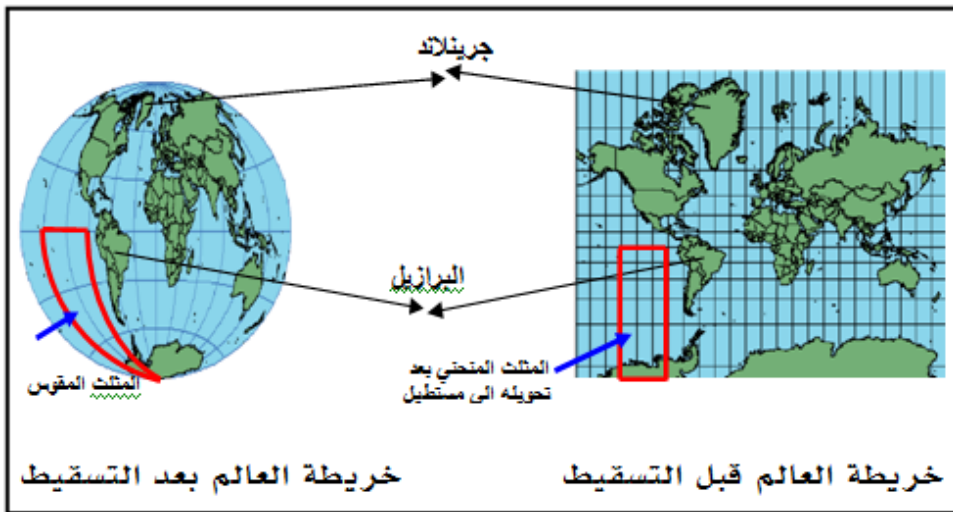 جرينلاند
البرازيل
المثلث المنحني بعد
تحويله الى مستطيل
المثلث المقوس
خريطة العالم قبل التسقيط
خريطة العالم بعد التسقيط